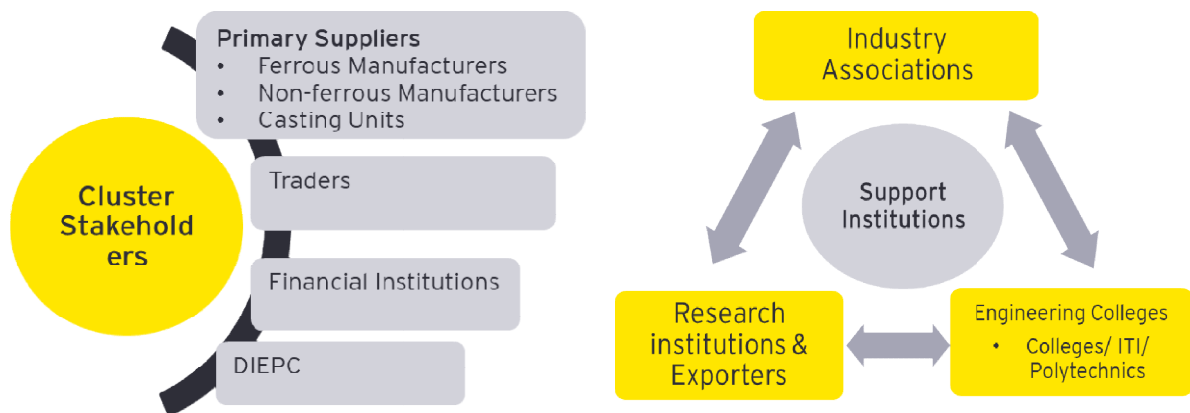 Primary Suppliers
• Ferrous Manufacturers
• Non-ferrous Manufacturers
• Casting Units
Cluster
Stakehold
ers
Traders
Financial Institutions
DIEPC
Industry
Associations
Support
Institutions
Research
institutions &
Exporters
Engineering Colleges
• Colleges/ ITI/
Polytechnics